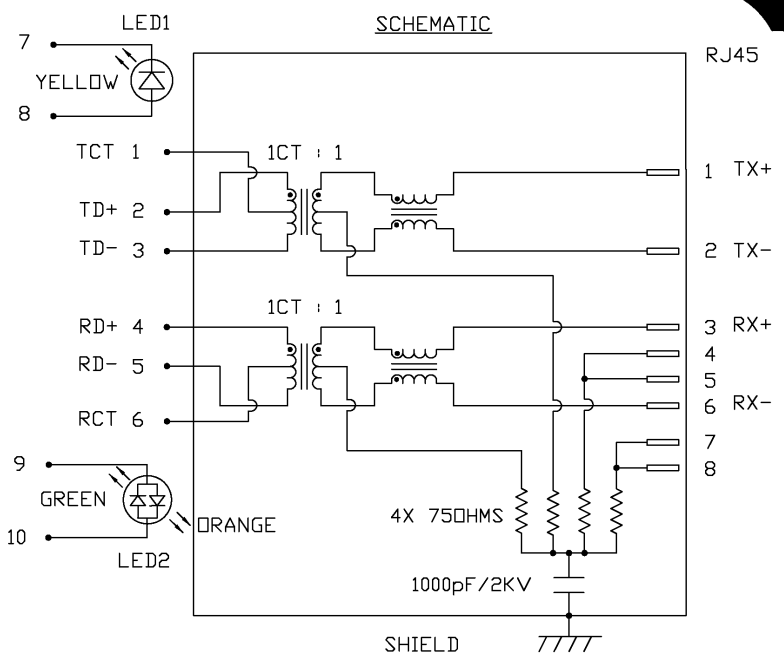 LED1
SCHEMATIC
7
YELLOW
8
RJ45
TCT 1
1CT : 1
1 TX+
TD+ 2
TD- 3
2 TX-
1CT : 1
RD+ 4
3 RX+
4
RD- 5
5
RCT 6
6 RX-
7
8
9
GREEN
ORANGE
10
LED2
4X 75OHMS
1000pF/2KV
SHIELD